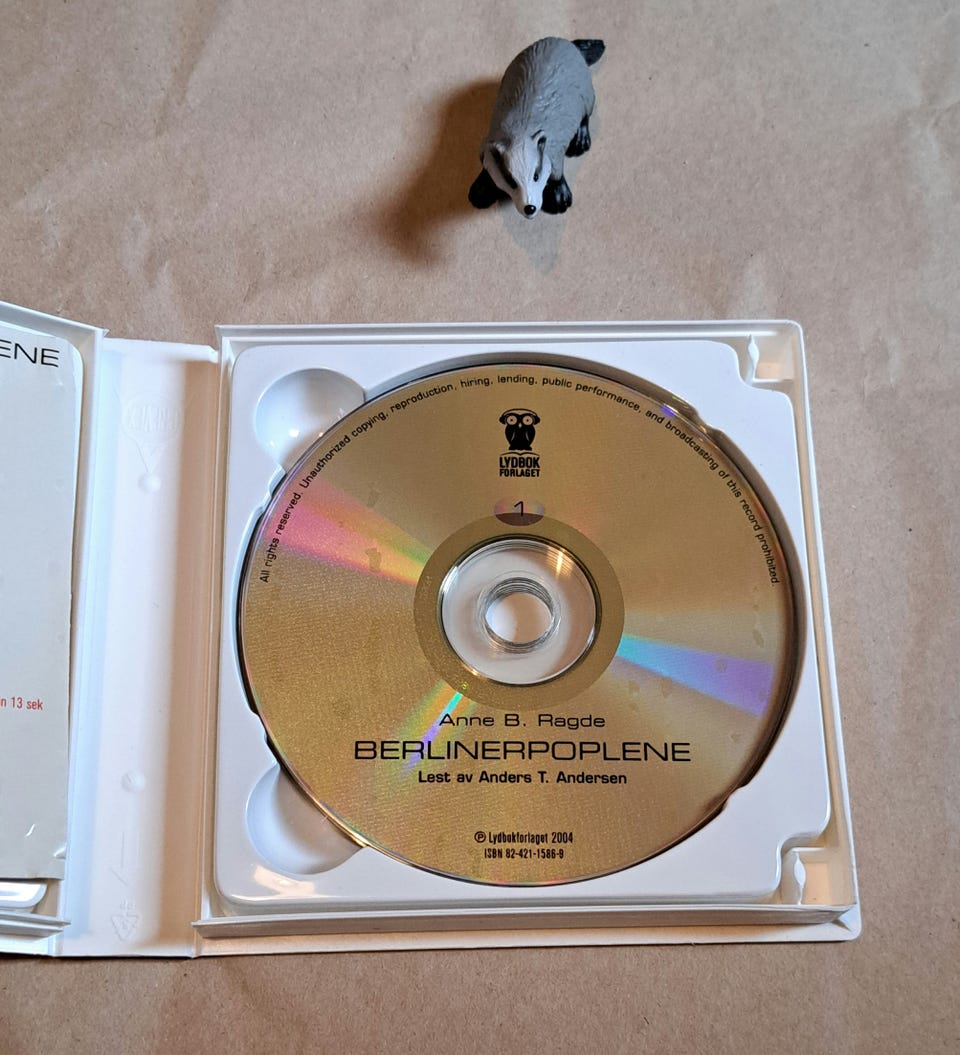 ENE
n 13 sek
All rights reserved. Unauthorized copying, reproduction, hiring, lending, public performance, and broadcasting of this record prohibited.
LYDBOK
FORLAGET
1
Anne B. Ragde
BERLINERPOPLENE
Lest av Anders T. Andersen
℗ Lydbokforlaget 2004
ISBN 82-421-1586-9